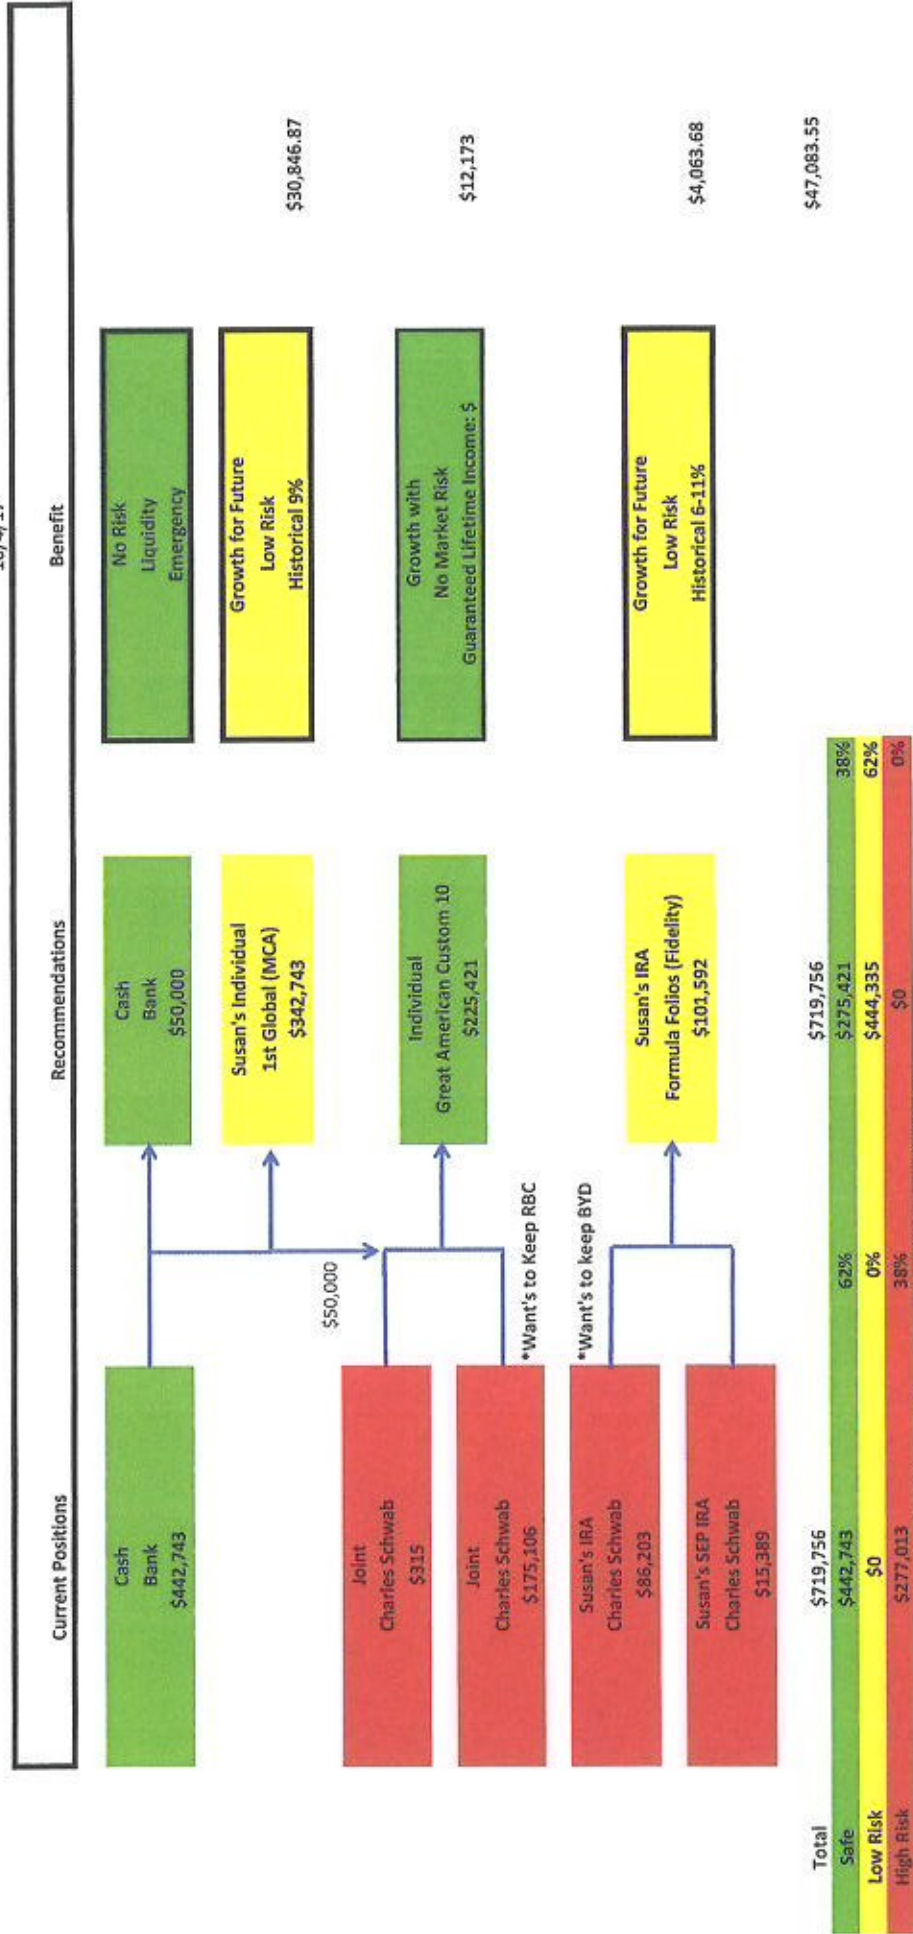 Current Positions
Recommendations
Benefit
Cash
Bank
$442,743
Cash
Bank
$50,000
No Risk
Liquidity
Emergency
Susan's Individual
1st Global (MCA)
$342,743
Growth for Future
Low Risk
Historical 9%
$30,846.87
$50,000
Joint
Charles Schwab
$315
Individual
Great American Custom 10
$225,421
Growth with
No Market Risk
Guaranteed Lifetime Income: $
$12,173
Joint
Charles Schwab
$175,106
*Want's to Keep RBC
*Want's to keep BYD
Susan's IRA
Charles Schwab
$86,203
Susan's IRA
Formula Folios (Fidelity)
$101,592
Growth for Future
Low Risk
Historical 6-11%
$4,063.68
Susan's SEP IRA
Charles Schwab
$15,389
$47,083.55
Total $719,756 $719,756
Safe $442,743 62% $275,421 38%
Low Risk $0 0% $444,335 62%
High Risk $277,013 38% $0 0%